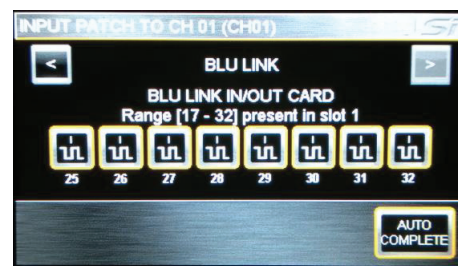 INPUT PATCH TO CH 01 (CH01)
Si
< BLU LINK >
BLU LINK IN/OUT CARD
Range [17 - 32] present in slot 1
25 26 27 28 29 30 31 32
AUTO
COMPLETE